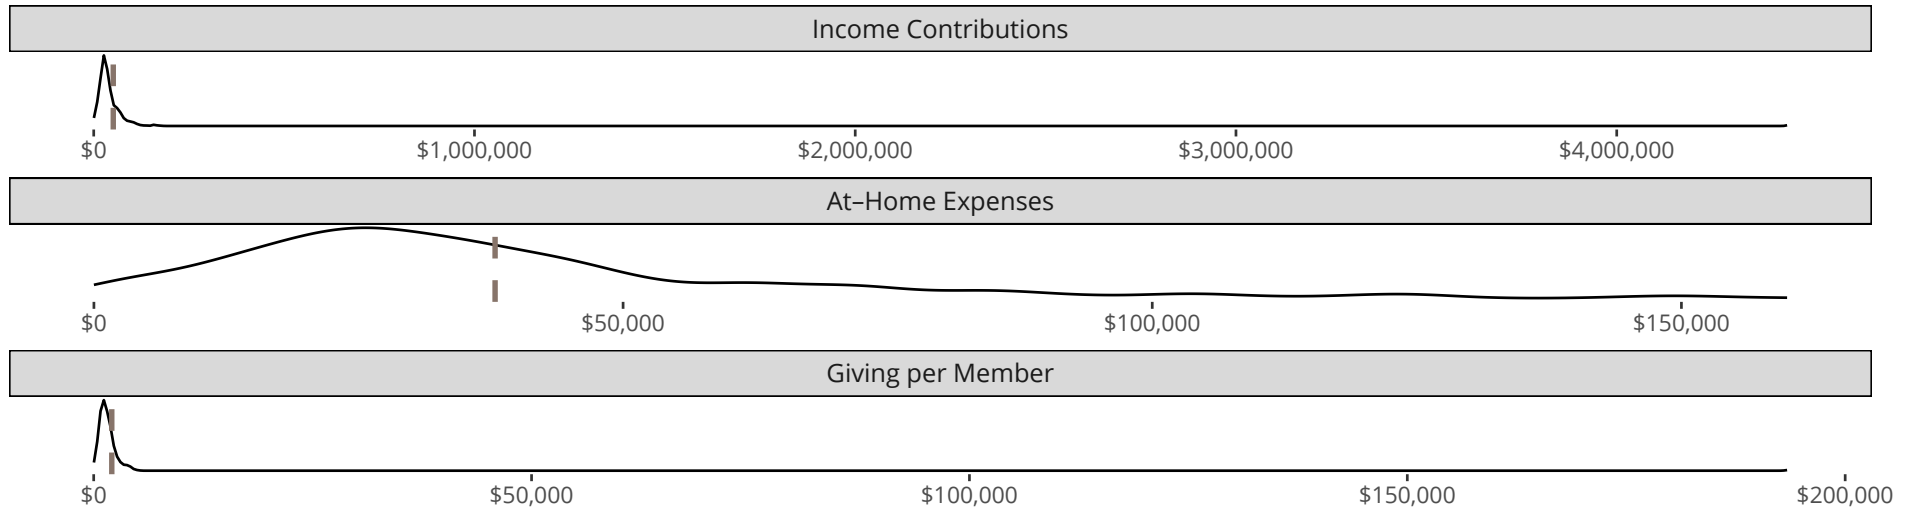 Income Contributions
$0 $1,000,000 $2,000,000 $3,000,000 $4,000,000
At–Home Expenses
$0 $50,000 $100,000 $150,000
Giving per Member
$0 $50,000 $100,000 $150,000 $200,000